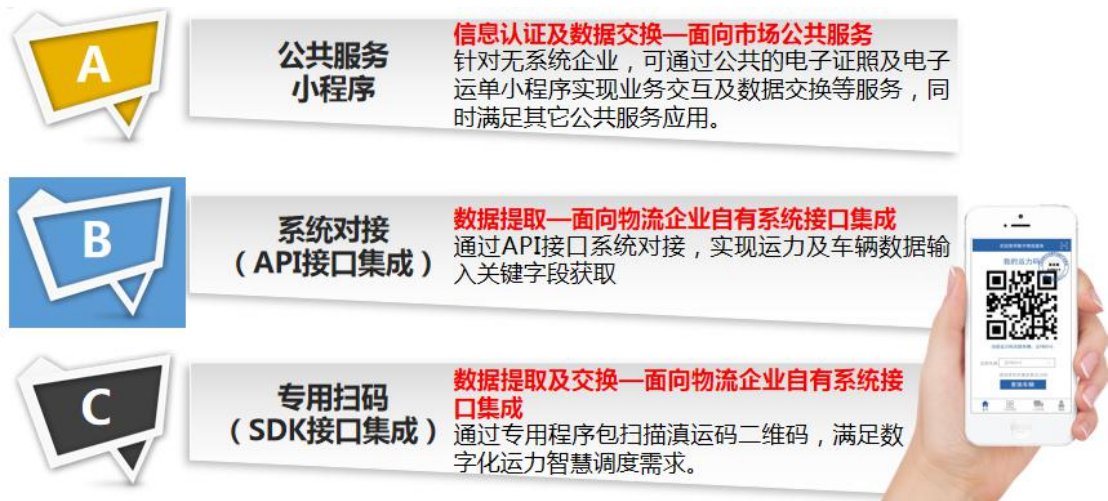 A
公共服务
小程序
信息认证及数据交换—面向市场公共服务
针对无系统企业，可通过公共的电子证照及电子
运单小程序实现业务交互及数据交换等服务，同
时满足其它公共服务应用。
B
系统对接
（API接口集成）
数据提取—面向物流企业自有系统接口集成
通过API接口系统对接，实现运力及车辆数据输
入关键字段获取
C
专用扫码
（SDK接口集成）
数据提取及交换—面向物流企业自有系统接
口集成
通过专用程序包扫描滇运码二维码，满足数
字化运力智慧调度需求。
我的运力码